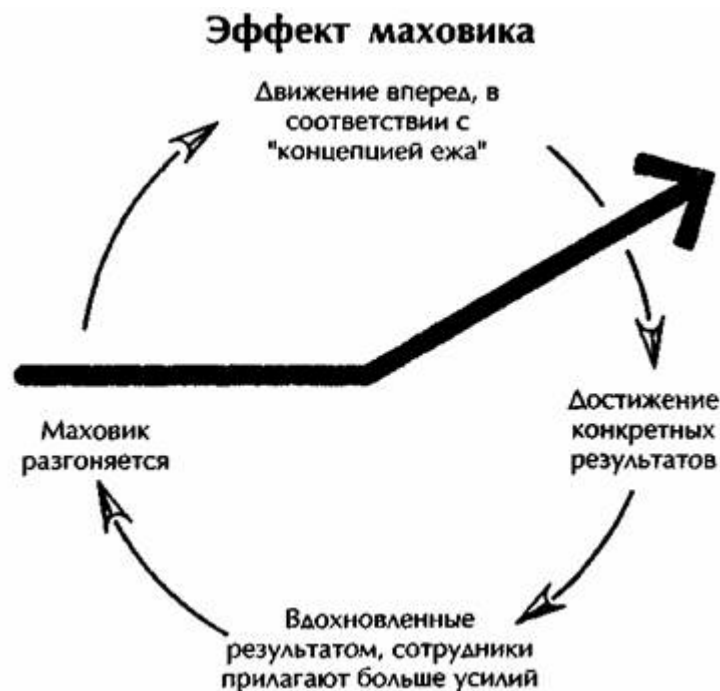 Эффект маховика
Движение вперед, в
соответствии с
"концепцией ежа"
Достижение
конкретных
результатов
Вдохновленные
результатом, сотрудники
прилагают больше усилий
Маховик
разгоняется